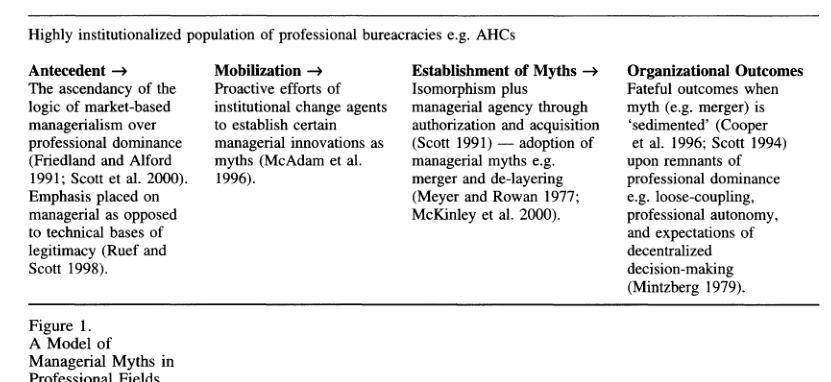 Highly institutionalized population of professional bureaucracies e.g. AHCs
Antecedent →
The ascendancy of the
logic of market-based
managerialism over
professional dominance
(Friedland and Alford
1991; Scott et al. 2000).
Emphasis placed on
managerial as opposed
to technical bases of
legitimacy (Ruef and
Scott 1998).
Mobilization →
Proactive efforts of
institutional change agents
to establish certain
managerial innovations as
myths (McAdam et al.
1996).
Establishment of Myths →
Isomorphism plus
managerial agency through
authorization and acquisition
(Scott 1991) — adoption of
managerial myths e.g.
merger and de-layering
(Meyer and Rowan 1977;
McKinley et al. 2000).
Organizational Outcomes
Fateful outcomes when
myth (e.g. merger) is
‘sedimented’ (Cooper
et al. 1996; Scott 1994)
upon remnants of
professional dominance
e.g. loose-coupling,
professional autonomy,
and expectations of
decentralized
decision-making
(Mintzberg 1979).
Figure 1.
A Model of
Managerial Myths in
Professional Fields